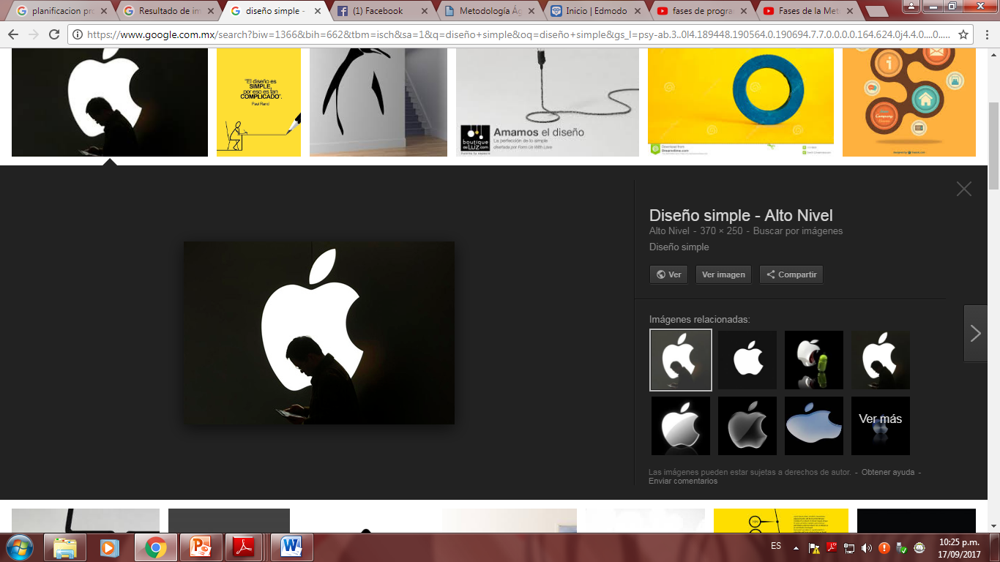 planificacion pro
Resultado de im
diseño simple -
(1) Facebook
Metodología Ág
Inicio | Edmodo
fases de progra
Fases de la Met
https://www.google.com.mx/search?biw=1366&bih=662&tbm=isch&sa=1&q=diseño+simple&oq=diseño+simple&gs_l=psy-ab.3..0l4.189448.190564.0.190694.7.7.0.0.0.0.164.624.0j4.4.0....0.....
"El diseño es
SIMPLE,
por eso es tan
COMPLICADO".
Paul Rand
boutique
de LUZ.com
Amamos el diseño
La perfección de lo simple
diseñada por Form Us With Love
Download from
Dreamstime.com
Company
Diseño simple - Alto Nivel
Alto Nivel - 370 × 250 - Buscar por imágenes
Diseño simple
Ver
Ver imagen
Compartir
Imágenes relacionadas:
Ver más
Las imágenes pueden estar sujetas a derechos de autor. - Obtener ayuda -
Enviar comentarios
ES
10:25 p.m.
17/09/2017